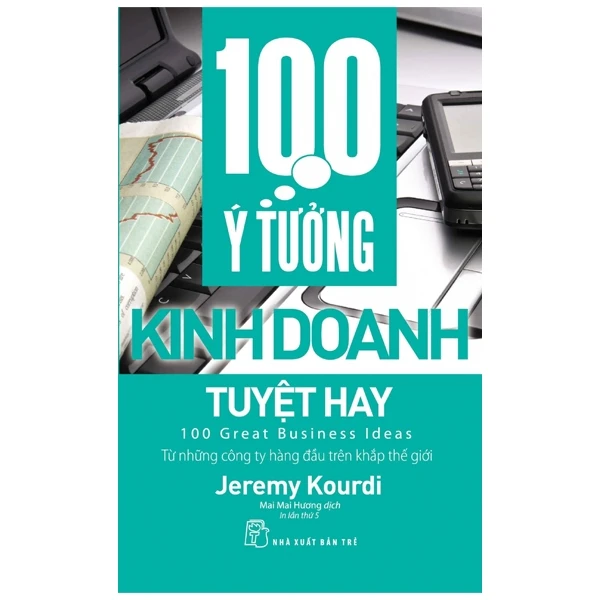 100
Ý TƯỞNG
KINH DOANH
TUYỆT HAY
100 Great Business Ideas
Từ những công ty hàng đầu trên khắp thế giới
Jeremy Kourdi
Mai Mai Hương dịch
In lần thứ 5
NHÀ XUẤT BẢN TRẺ